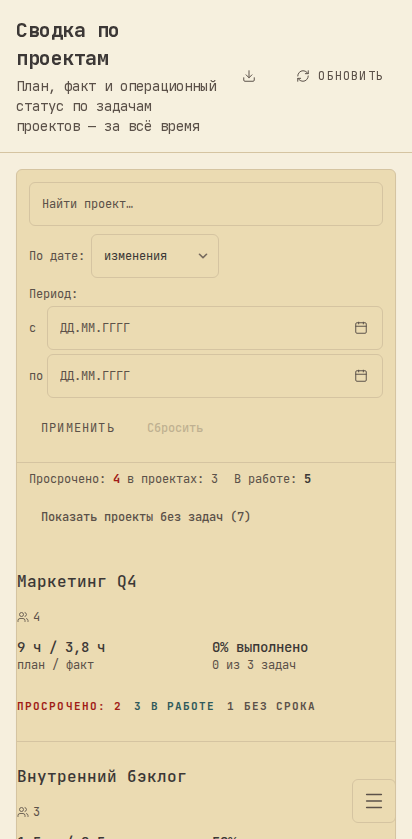 Сводка по
проектам
План, факт и операционный
статус по задачам
проектов — за всё время
ОБНОВИТЬ
Найти проект…
По дате: изменения
Период:
с ДД.ММ.ГГГГ
по ДД.ММ.ГГГГ
ПРИМЕНИТЬ Сбросить
Просрочено: 4 в проектах: 3 В работе: 5
Показать проекты без задач (7)
Маркетинг Q4
4
9 ч / 3,8 ч 0% выполнено
план / факт 0 из 3 задач
ПРОСРОЧЕНО: 2 3 В РАБОТЕ 1 БЕЗ СРОКА
Внутренний бэклог
3